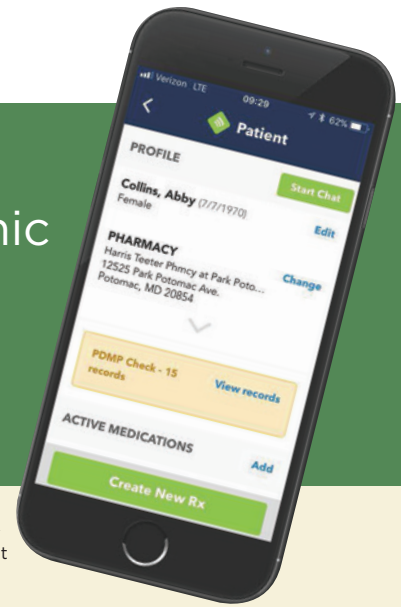 Verizon LTE 09:29 62%
Patient
PROFILE
Start Chat
Collins, Abby (7/7/1970)
Edit
Female
PHARMACY
Harris Teeter Phmcy at Park Poto...
Change
12525 Park Potomac Ave.
Potomac, MD 20854
PDMP Check - 15
records
View records
ACTIVE MEDICATIONS
Add
Create New Rx
nic
t